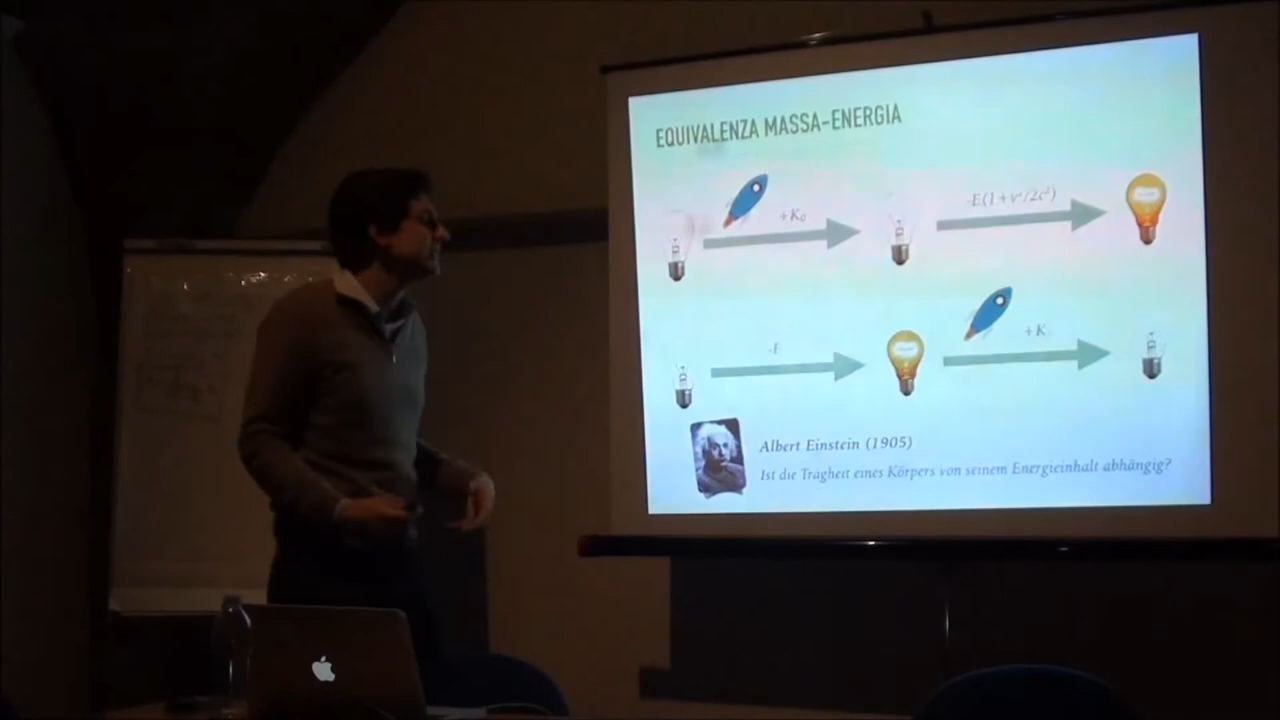 EQUIVALENZA MASSA-ENERGIA
+K₀
-E(1+v²/2c²)
-E
+K
Albert Einstein (1905)
Ist die Trägheit eines Körpers von seinem Energieinhalt abhängig?